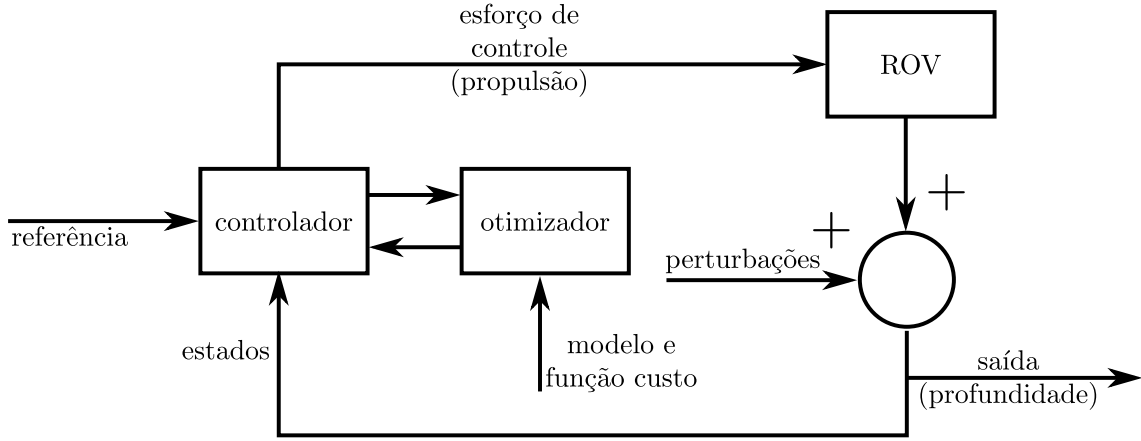 esforço de
controle
(propulsão)
ROV
+
+
controlador
otimizador
referência
perturbações
estados
modelo e
função custo
saída
(profundidade)